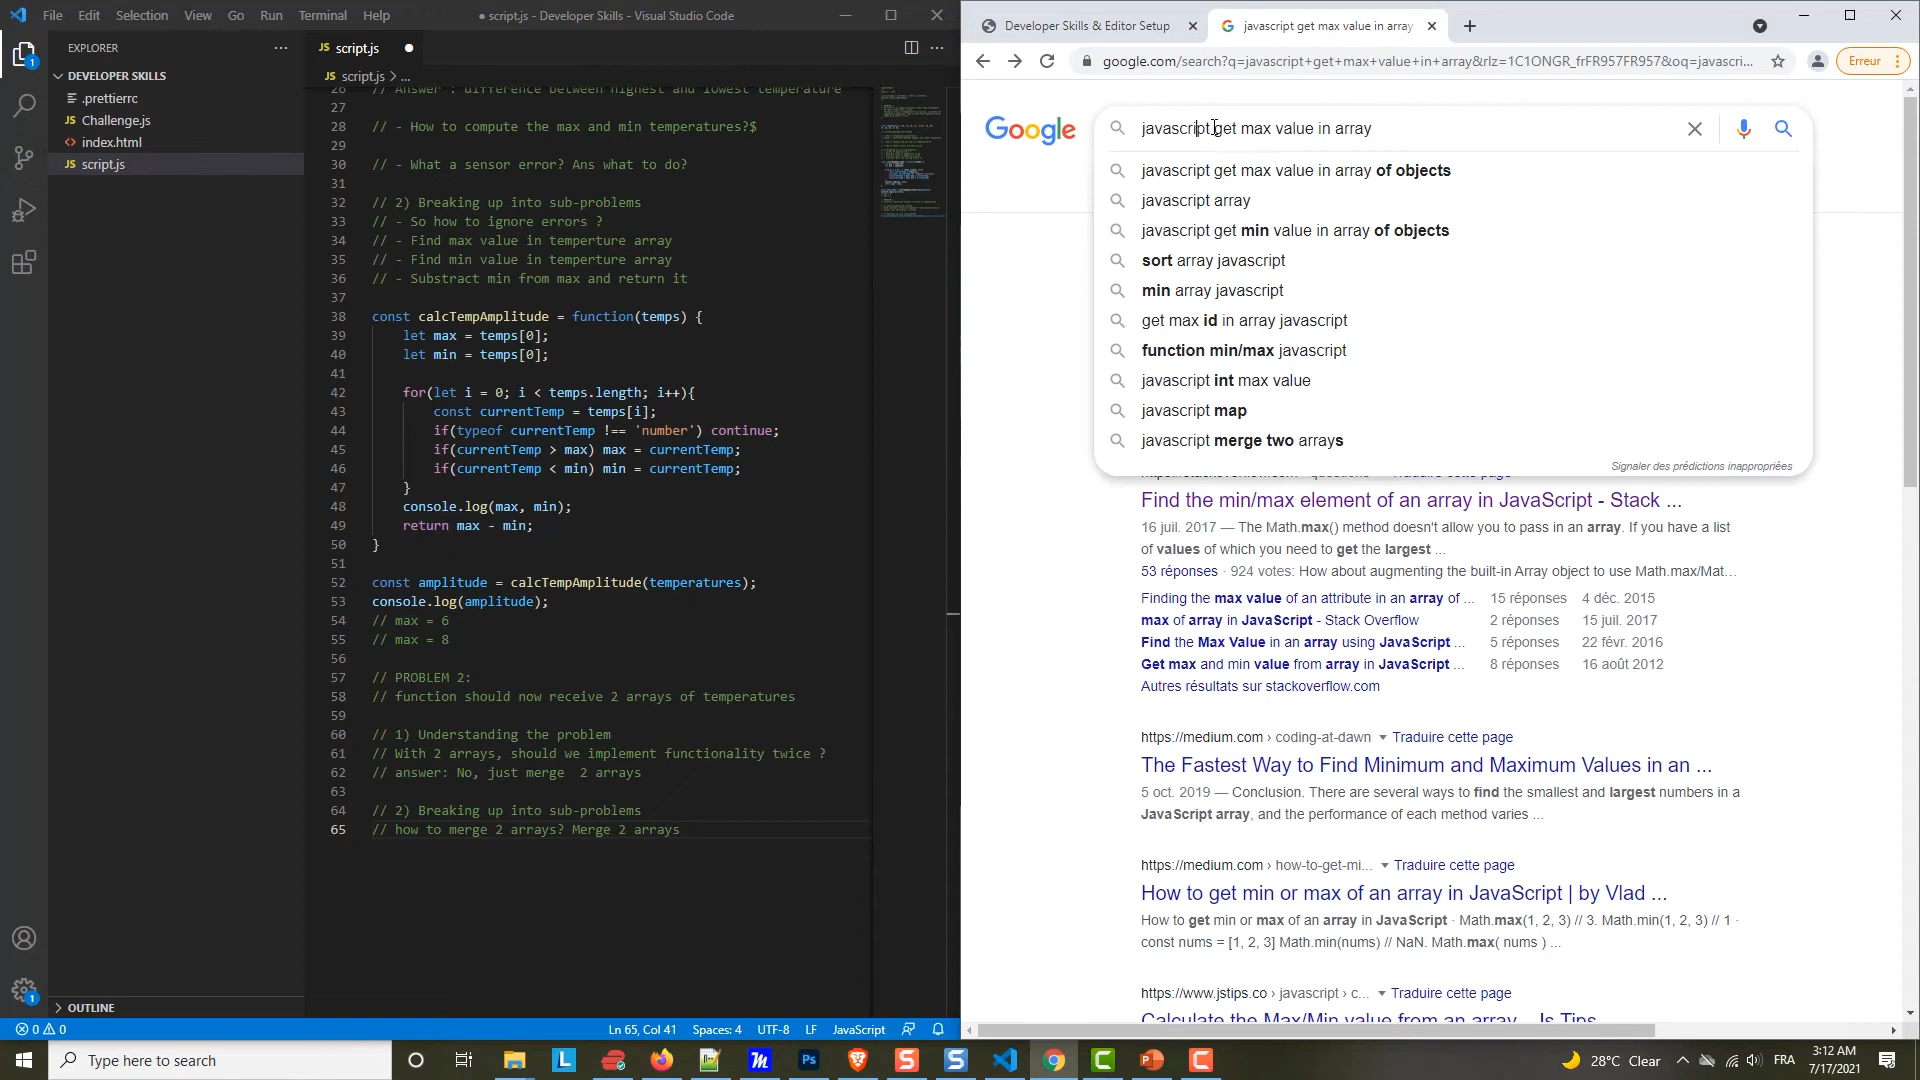 File Edit Selection View Go Run Terminal Help
● script.js - Developer Skills - Visual Studio Code
EXPLORER
DEVELOPER SKILLS
.prettierrc
JS Challenge.js
<> index.html
JS script.js
OUTLINE
JS script.js ●
JS script.js > ...
26 // Answer : difference between highest and lowest temperature
27
28 // - How to compute the max and min temperatures?$
29
30 // - What a sensor error? Ans what to do?
31
32 // 2) Breaking up into sub-problems
33 // - So how to ignore errors ?
34 // - Find max value in temperture array
35 // - Find min value in temperture array
36 // - Substract min from max and return it
37
38 const calcTempAmplitude = function(temps) {
39 let max = temps[0];
40 let min = temps[0];
41
42 for(let i = 0; i < temps.length; i++){
43 const currentTemp = temps[i];
44 if(typeof currentTemp !== 'number') continue;
45 if(currentTemp > max) max = currentTemp;
46 if(currentTemp < min) min = currentTemp;
47 }
48 console.log(max, min);
49 return max - min;
50 }
51
52 const amplitude = calcTempAmplitude(temperatures);
53 console.log(amplitude);
54 // max = 6
55 // max = 8
56
57 // PROBLEM 2:
58 // function should now receive 2 arrays of temperatures
59
60 // 1) Understanding the problem
61 // With 2 arrays, should we implement functionality twice ?
62 // answer: No, just merge  2 arrays
63
64 // 2) Breaking up into sub-problems
65 // how to merge 2 arrays? Merge 2 arrays
0 0 Ln 65, Col 41 Spaces: 4 UTF-8 LF JavaScript
Developer Skills & Editor Setup
javascript get max value in array
google.com/search?q=javascript+get+max+value+in+array&rlz=1C1ONGR_frFR957FR957&oq=javascri...
Erreur
Google
javascript get max value in array
javascript get max value in array of objects
javascript array
javascript get min value in array of objects
sort array javascript
min array javascript
get max id in array javascript
function min/max javascript
javascript int max value
javascript map
javascript merge two arrays
Signaler des prédictions inappropriées
Find the min/max element of an array in JavaScript - Stack ...
16 juil. 2017 — The Math.max() method doesn't allow you to pass in an array. If you have a list
of values of which you need to get the largest ...
53 réponses · 924 votes: How about augmenting the built-in Array object to use Math.max/Mat...
Finding the max value of an attribute in an array of ... 15 réponses 4 déc. 2015
max of array in JavaScript - Stack Overflow 2 réponses 15 juil. 2017
Find the Max Value in an array using JavaScript ... 5 réponses 22 févr. 2016
Get max and min value from array in JavaScript ... 8 réponses 16 août 2012
Autres résultats sur stackoverflow.com
https://medium.com › coding-at-dawn Traduire cette page
The Fastest Way to Find Minimum and Maximum Values in an ...
5 oct. 2019 — Conclusion. There are several ways to find the smallest and largest numbers in a
JavaScript array, and the performance of each method varies ...
https://medium.com › how-to-get-mi... Traduire cette page
How to get min or max of an array in JavaScript | by Vlad ...
How to get min or max of an array in JavaScript · Math.max(1, 2, 3) // 3. Math.min(1, 2, 3) // 1 ·
const nums = [1, 2, 3] Math.min(nums) // NaN. Math.max( nums ) ...
https://www.jstips.co › javascript › c... Traduire cette page
Calculate the Max/Min value from an array - Js Tips
Type here to search
28°C Clear
FRA
3:12 AM
7/17/2021